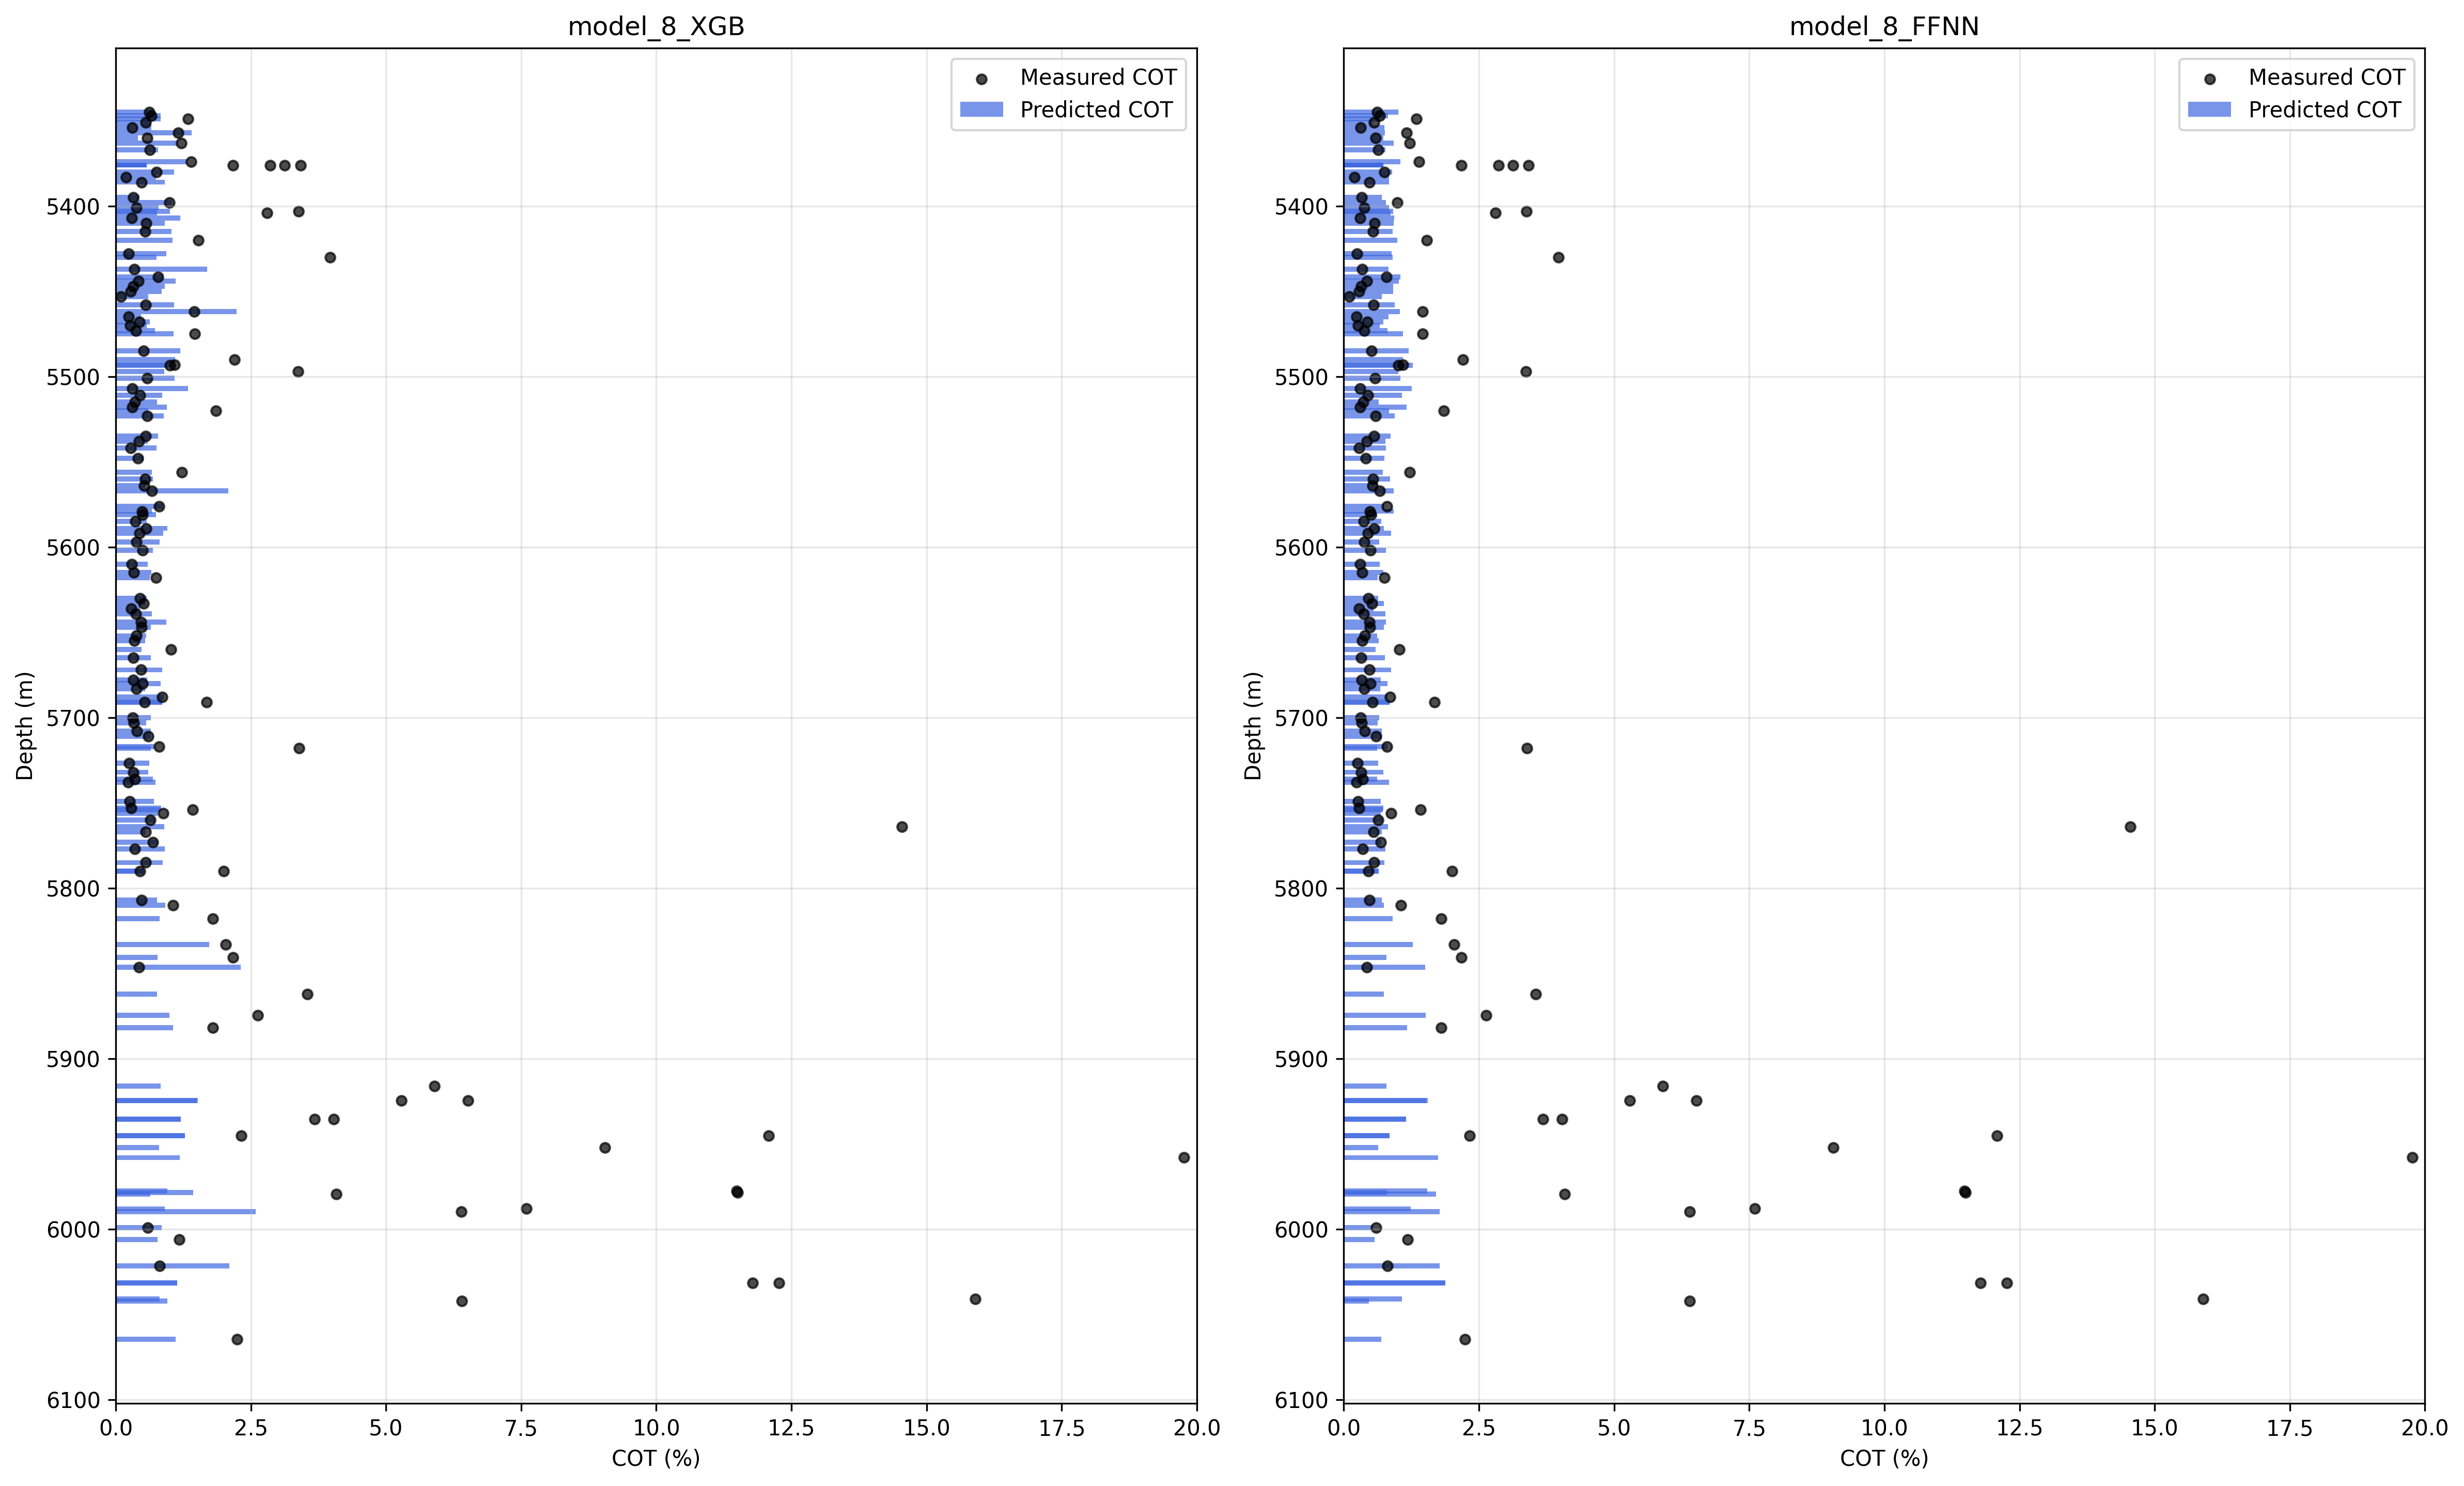 model_8_XGB
Measured COT
Predicted COT
5400
5500
5600
5700
5800
5900
6000
6100
Depth (m)
0.0 2.5 5.0 7.5 10.0 12.5 15.0 17.5 20.0
COT (%)
model_8_FFNN
Measured COT
Predicted COT
5400
5500
5600
5700
5800
5900
6000
6100
Depth (m)
0.0 2.5 5.0 7.5 10.0 12.5 15.0 17.5 20.0
COT (%)